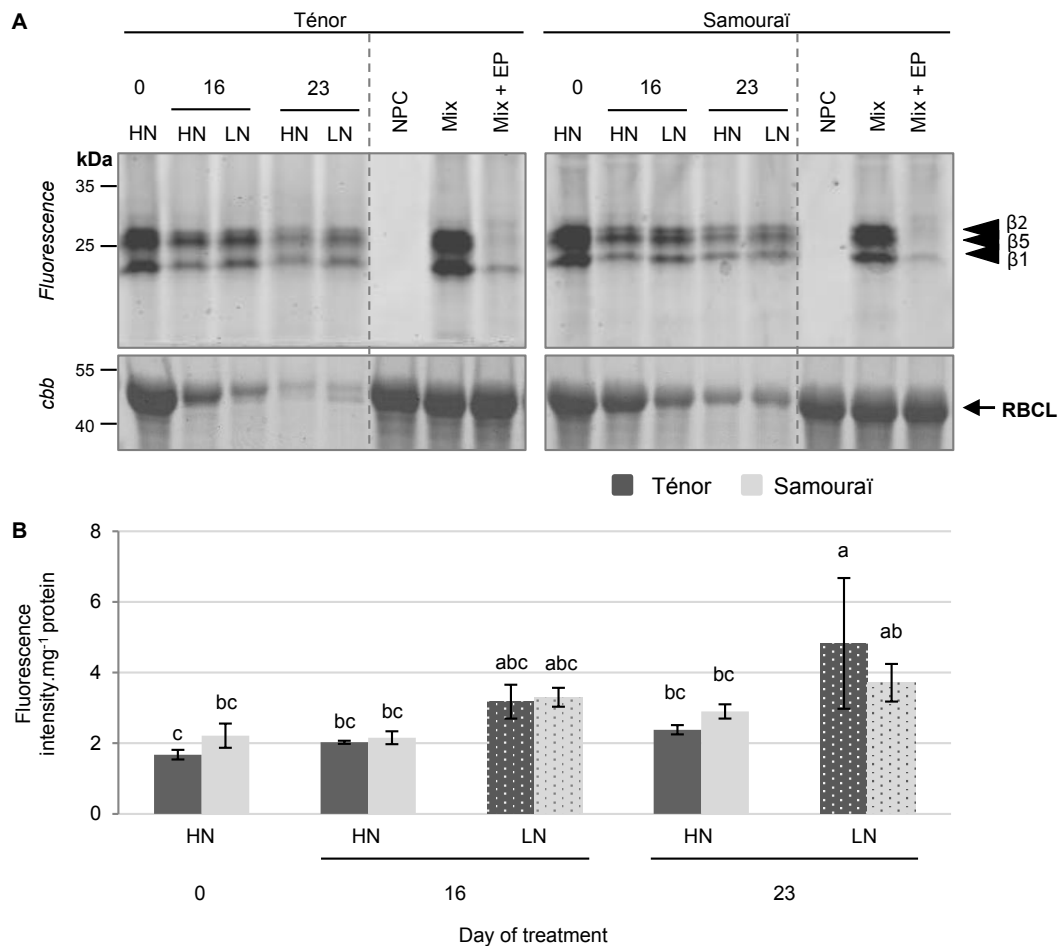 A
Ténor
Samouraï
0 16 23 NPC Mix Mix + EP
0 16 23 NPC Mix Mix + EP
HN HN LN HN LN
HN HN LN HN LN
kDa
35
25
Fluorescence
β2
β5
β1
55
40
cbb
RBCL
Ténor Samouraï
B
Fluorescence
intensity.mg⁻¹ protein
8
6
4
2
0
c bc bc bc abc abc bc bc a ab
HN HN LN HN LN
0 16 23
Day of treatment